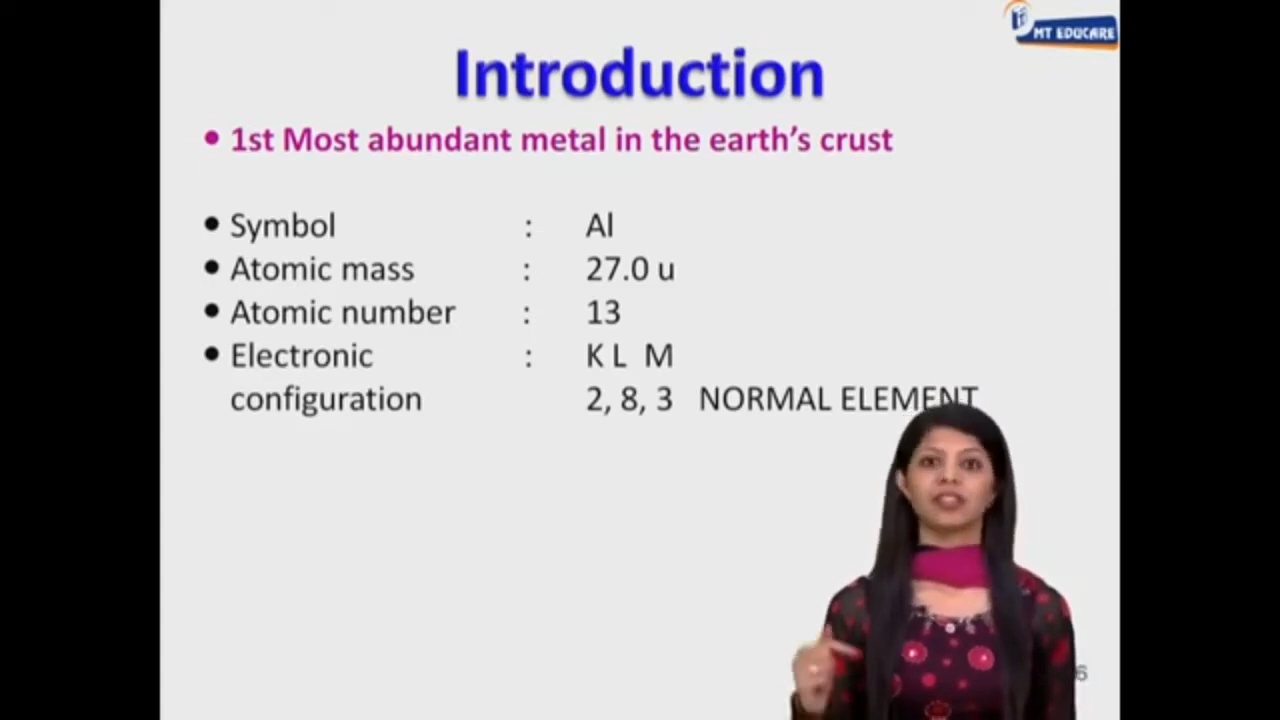 MT EDUCARE
Introduction
• 1st Most abundant metal in the earth's crust
• Symbol : Al
• Atomic mass : 27.0 u
• Atomic number : 13
• Electronic : K L M
configuration 2, 8, 3 NORMAL ELEMENT
6